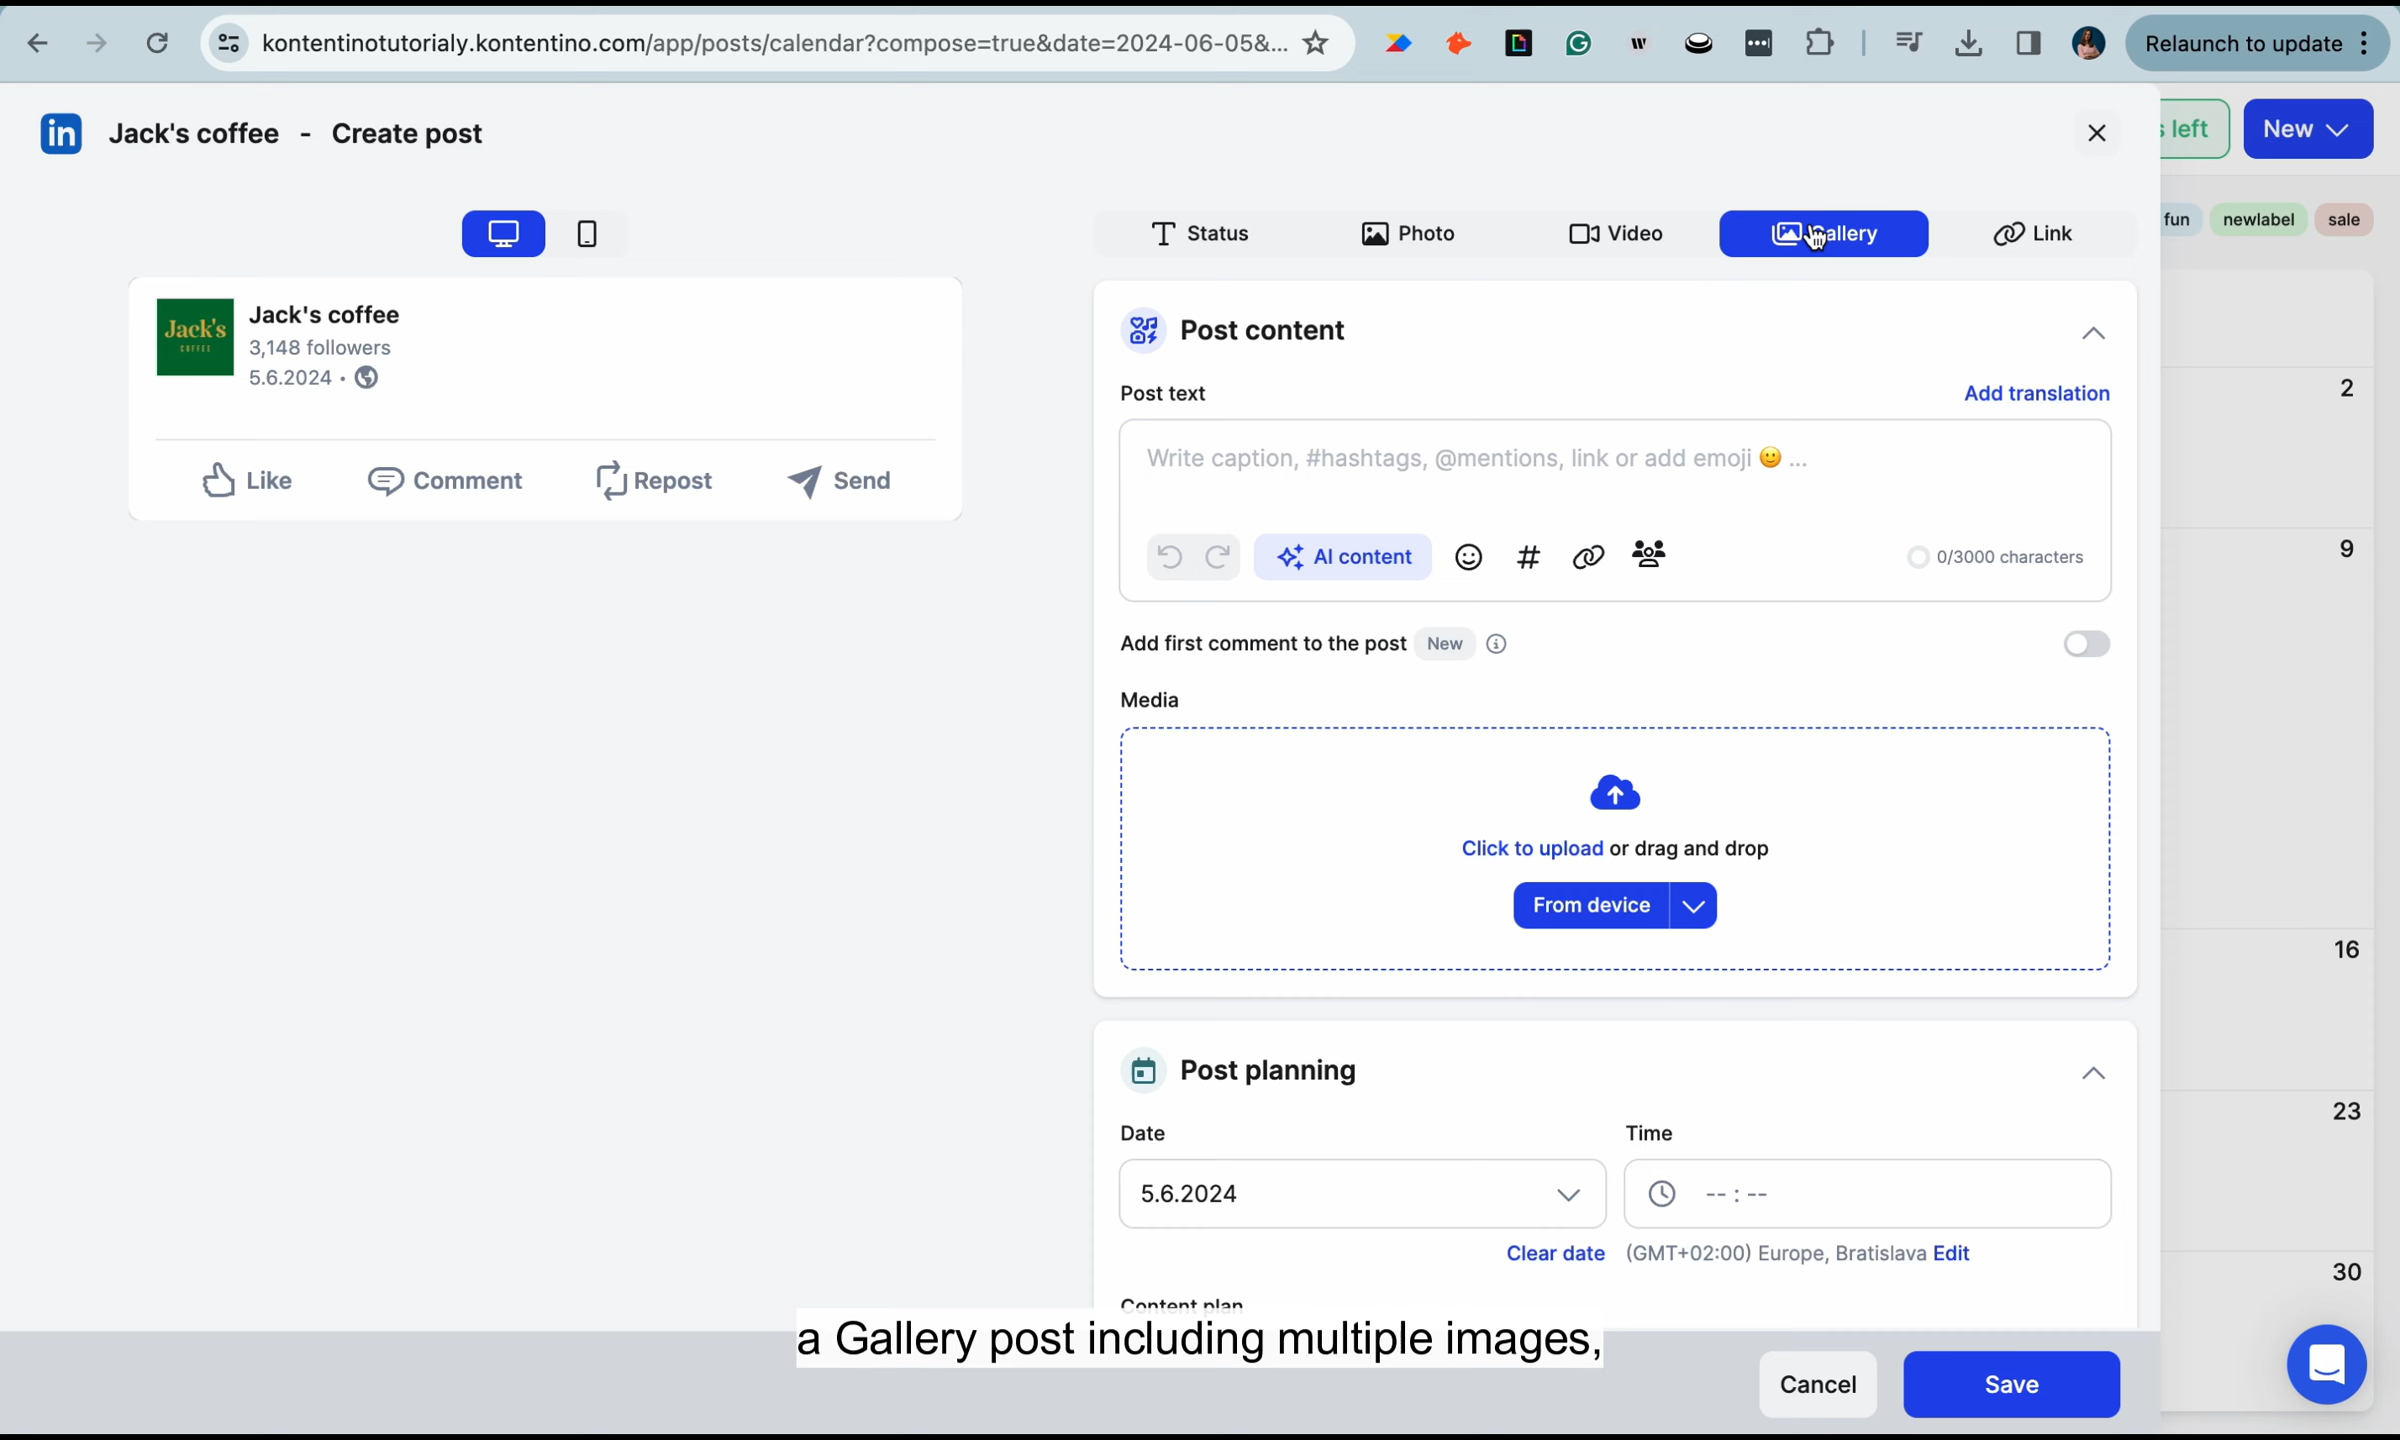 kontentinotutorialy.kontentino.com/app/posts/calendar?compose=true&date=2024-06-05&...
Relaunch to update
in
Jack's coffee - Create post
s left
New
Status
Photo
Video
Gallery
Link
fun
newlabel
sale
Jack's
COFFEE
Jack's coffee
3,148 followers
5.6.2024 •
Like
Comment
Repost
Send
Post content
Post text
Add translation
Write caption, #hashtags, @mentions, link or add emoji 🙂 ...
AI content
0/3000 characters
Add first comment to the post New
Media
Click to upload or drag and drop
From device
Post planning
Date
Time
5.6.2024
-- : --
Clear date
(GMT+02:00) Europe, Bratislava Edit
Content plan
2
9
16
23
30
a Gallery post including multiple images,
Cancel
Save